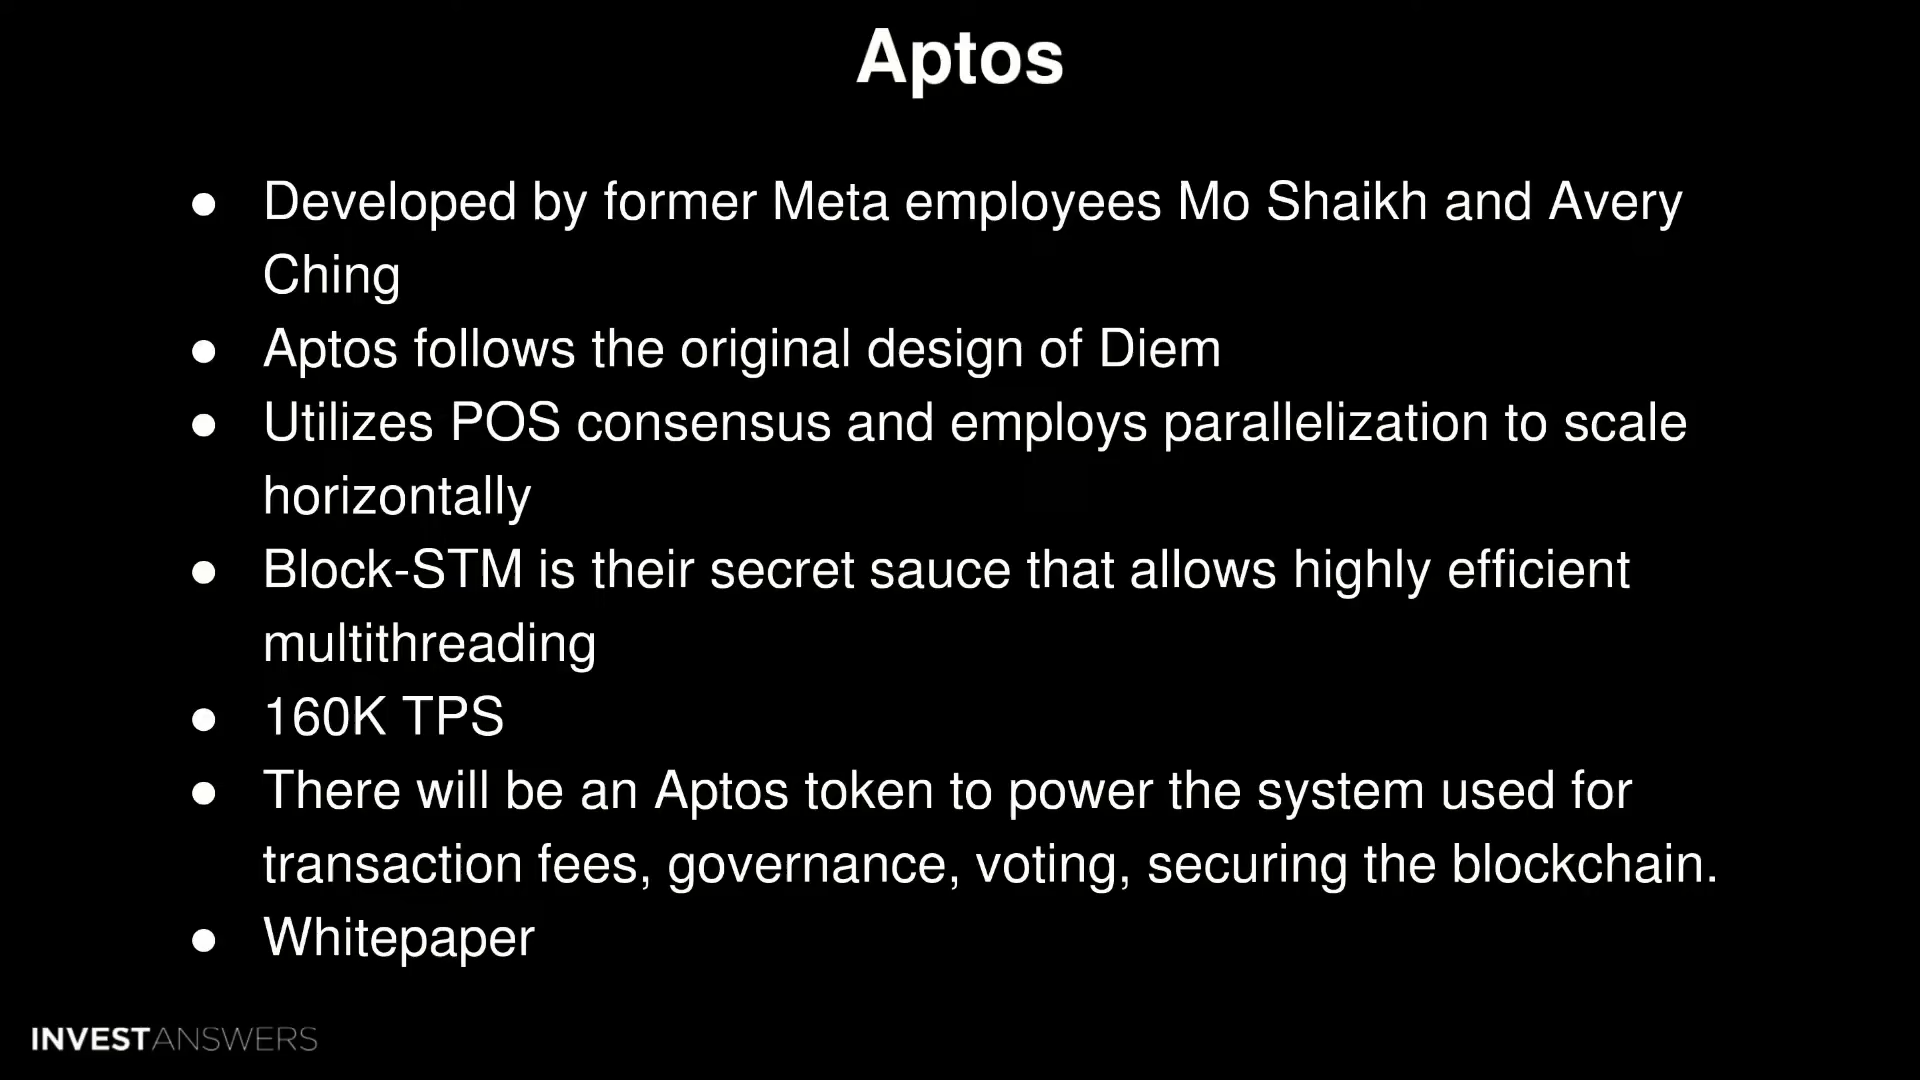 Aptos
● Developed by former Meta employees Mo Shaikh and Avery
Ching
● Aptos follows the original design of Diem
● Utilizes POS consensus and employs parallelization to scale
horizontally
● Block-STM is their secret sauce that allows highly efficient
multithreading
● 160K TPS
● There will be an Aptos token to power the system used for
transaction fees, governance, voting, securing the blockchain.
● Whitepaper
INVESTANSWERS